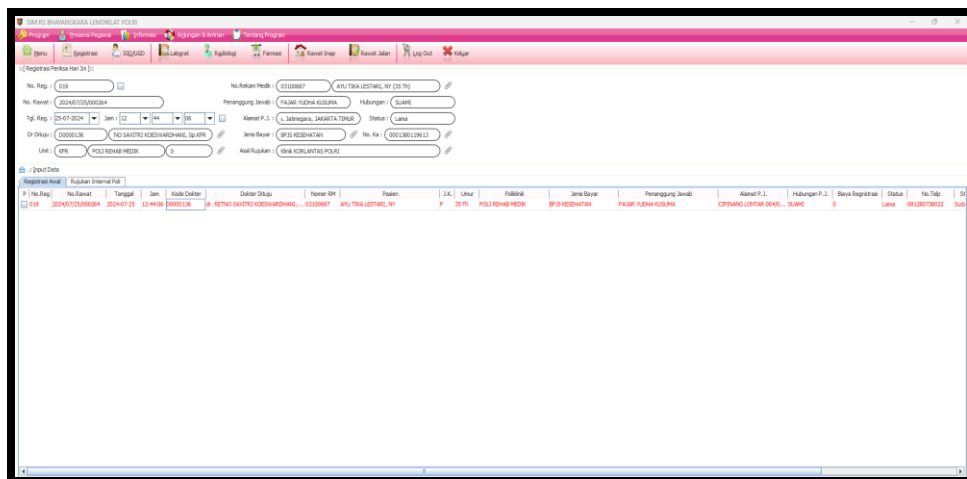 SIM RS BHAYANGKARA LEMDIKLAT POLRI
Program Presensi Pegawai Informasi Kunjungan & Antrian Tentang Program
Menu Registrasi IGD/UGD Laborat Radiologi Farmasi Rawat Inap Rawat Jalan Log Out Keluar
::[ Registrasi Periksa Hari Ini ]::
No. Reg. : 019 No.Rekam Medik : 03100687 AYU TIKA LESTARI, NY (35 Th)
No. Rawat : 2024/07/25/000264 Penanggung Jawab : FAJAR YUDHA KUSUMA Hubungan : SUAMI
Tgl. Reg. : 25-07-2024 Jam : 12 44 06 Alamat P.J. : Jatinegara, JAKARTA TIMUR Status : Lama
Dr Dituju : D0000136 NO SAVITRI KOESWARDHANI, Sp.KFR Jenis Bayar : BPJS KESEHATAN No. Ka : 0001380119613
Unit : KFR POLI REHAB MEDIK 0 Asal Rujukan : Klinik KORLANTAS POLRI
.: Input Data
Registrasi Awal Rujukan Internal Poli
P No.Reg No.Rawat Tanggal Jam Kode Dokter Dokter Dituju Nomer RM Pasien J.K. Umur Poliklinik Jenis Bayar Penanggung Jawab Alamat P.J. Hubungan P.J. Biaya Registrasi Status No.Telp St
019 2024/07/25/000264 2024-07-25 12:44:06 D0000136 dr. RETNO SAVITRI KOESWARDHANI,... 03100687 AYU TIKA LESTARI, NY P 35 Th POLI REHAB MEDIK BPJS KESEHATAN FAJAR YUDHA KUSUMA CIPINANG LONTAR 004/0... SUAMI 0 Lama 081280738022 Sud